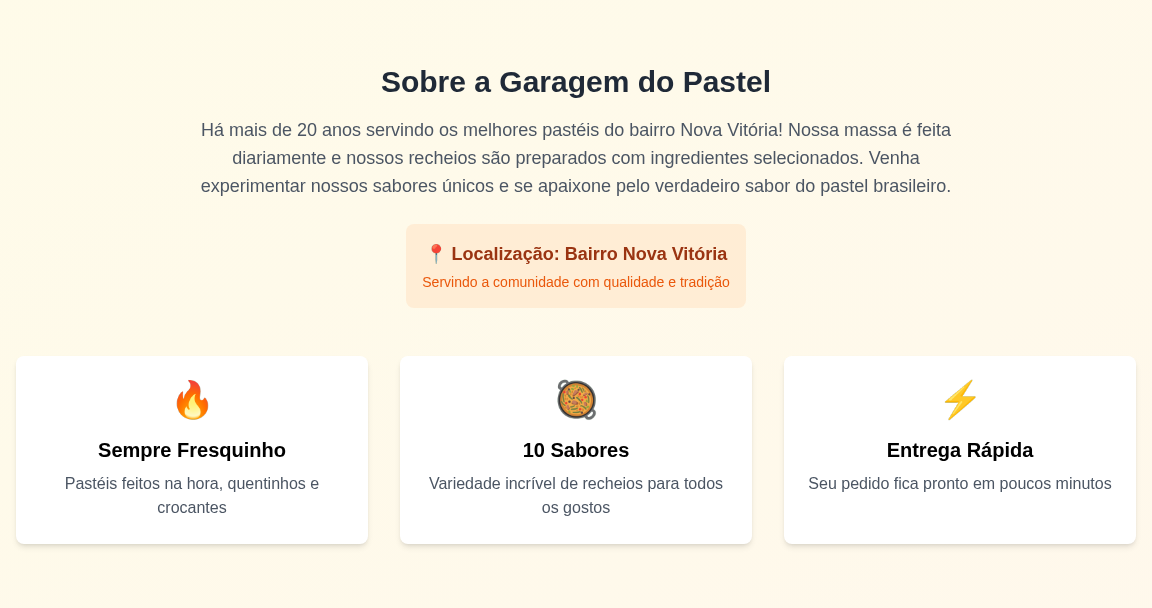 Sobre a Garagem do Pastel
Há mais de 20 anos servindo os melhores pastéis do bairro Nova Vitória! Nossa massa é feita
diariamente e nossos recheios são preparados com ingredientes selecionados. Venha
experimentar nossos sabores únicos e se apaixone pelo verdadeiro sabor do pastel brasileiro.
📍 Localização: Bairro Nova Vitória
Servindo a comunidade com qualidade e tradição
Sempre Fresquinho
Pastéis feitos na hora, quentinhos e
crocantes
10 Sabores
Variedade incrível de recheios para todos
os gostos
Entrega Rápida
Seu pedido fica pronto em poucos minutos